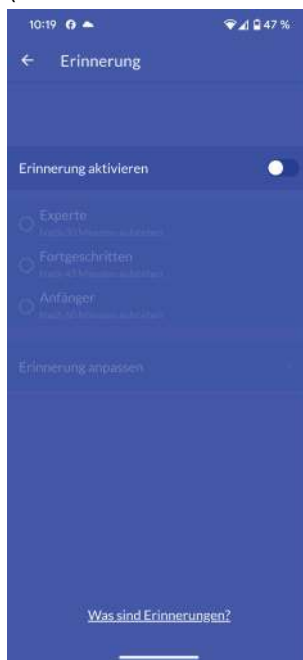 10:19 47 %
Erinnerung
Erinnerung aktivieren
Experte
Fortgeschritten
Anfänger
Erinnerung anpassen
Was sind Erinnerungen?